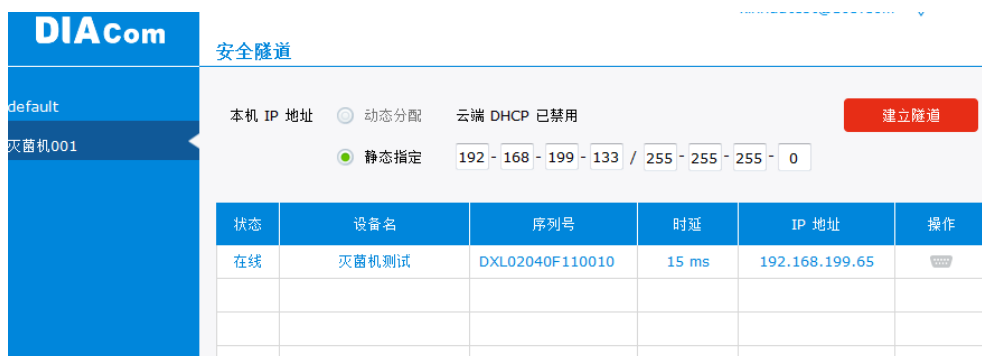 DIACom
安全隧道
default
灭菌机001
本机 IP 地址 动态分配 云端 DHCP 已禁用 建立隧道
静态指定 192 - 168 - 199 - 133 / 255 - 255 - 255 - 0
状态 设备名 序列号 时延 IP 地址 操作
在线 灭菌机测试 DXL02040F110010 15 ms 192.168.199.65